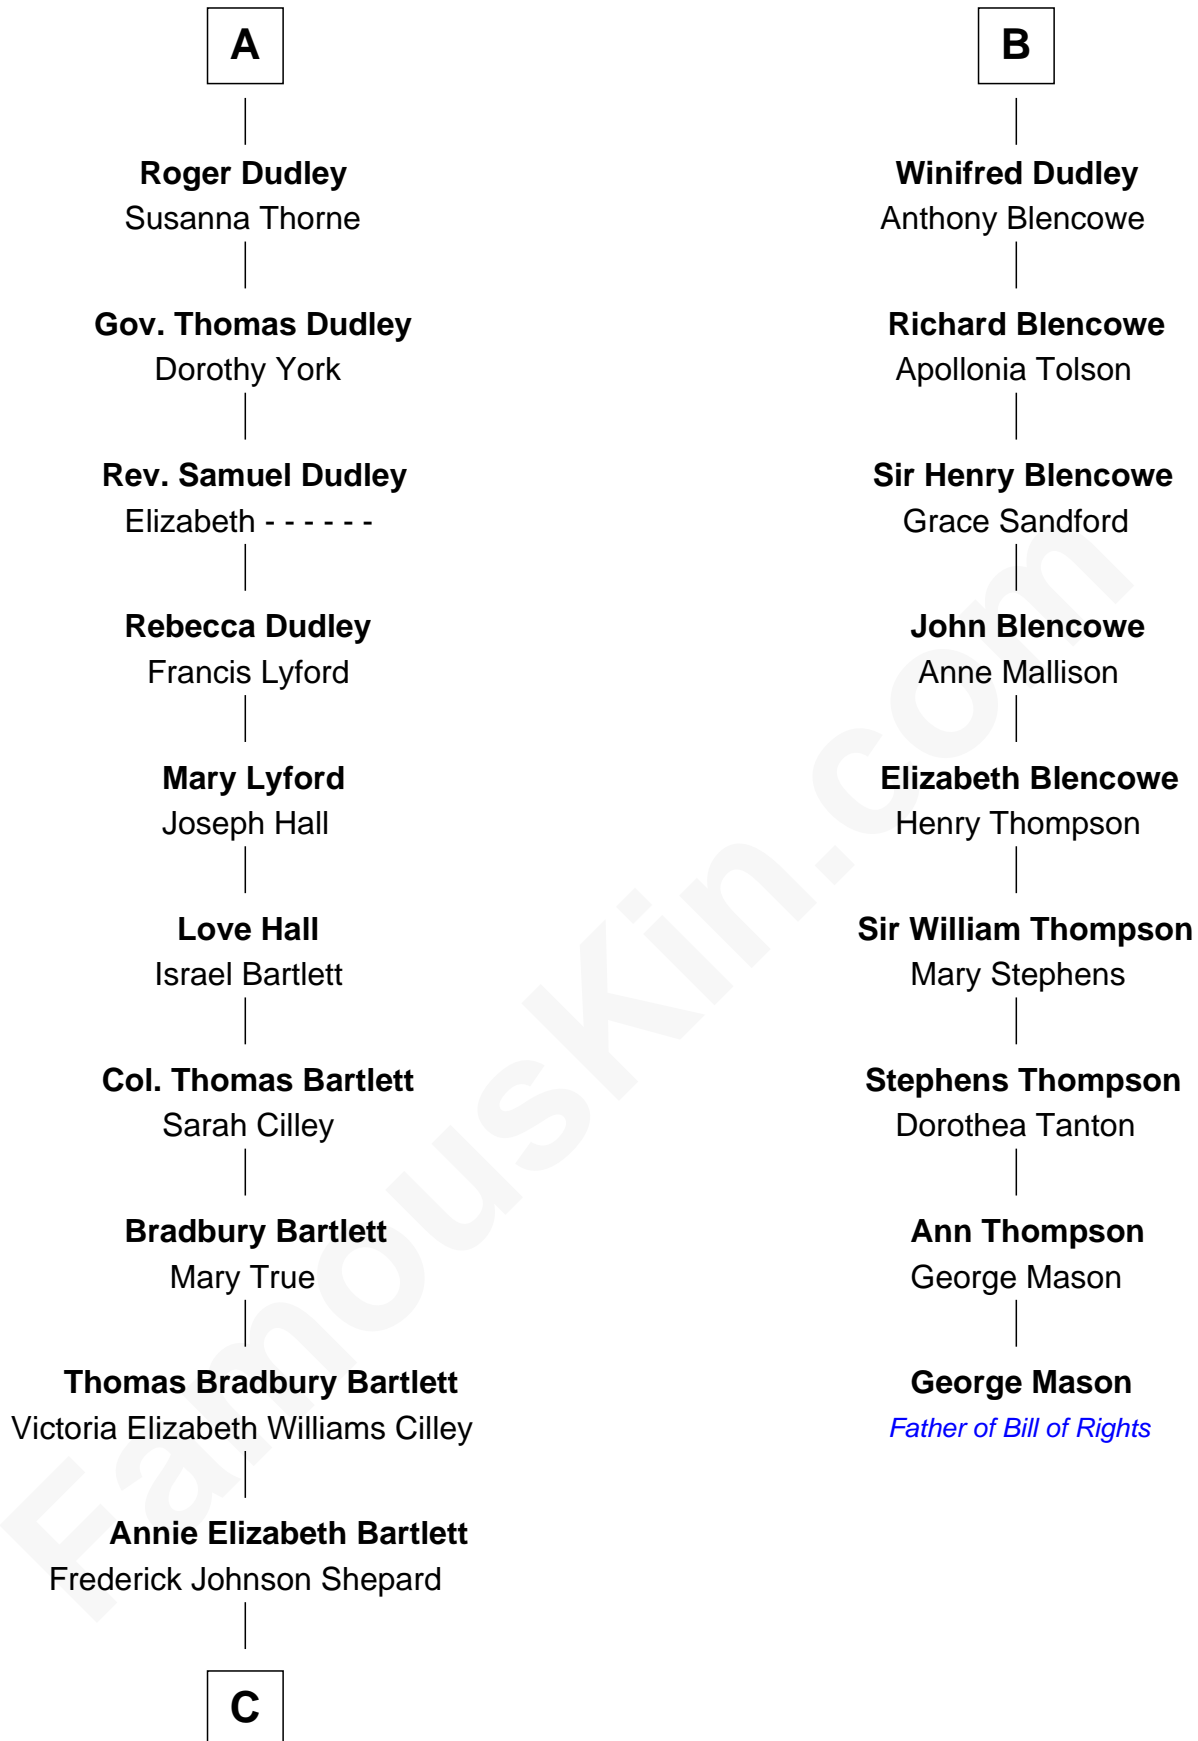 A
Roger Dudley
Susanna Thorne
Gov. Thomas Dudley
Dorothy York
Rev. Samuel Dudley
Elizabeth - - - - - -
Rebecca Dudley
Francis Lyford
Mary Lyford
Joseph Hall
Love Hall
Israel Bartlett
Col. Thomas Bartlett
Sarah Cilley
Bradbury Bartlett
Mary True
Thomas Bradbury Bartlett
Victoria Elizabeth Williams Cilley
Annie Elizabeth Bartlett
Frederick Johnson Shepard
C
B
Winifred Dudley
Anthony Blencowe
Richard Blencowe
Apollonia Tolson
Sir Henry Blencowe
Grace Sandford
John Blencowe
Anne Mallison
Elizabeth Blencowe
Henry Thompson
Sir William Thompson
Mary Stephens
Stephens Thompson
Dorothea Tanton
Ann Thompson
George Mason
George Mason
Father of Bill of Rights
FamousKin.com